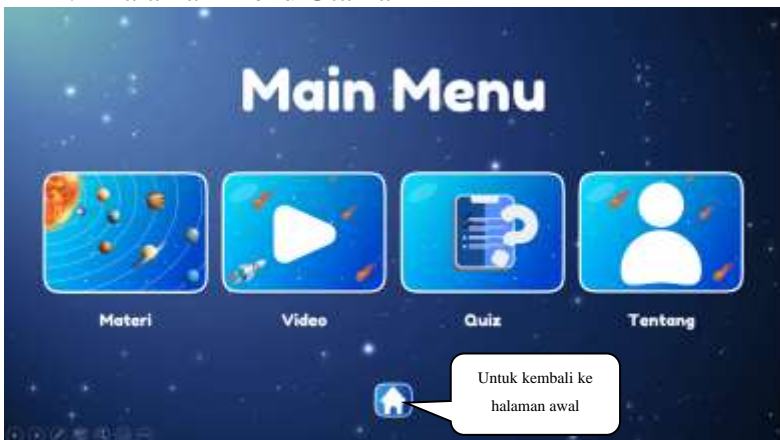 Main Menu
Materi
Video
Quiz
Tentang
Untuk kembali ke
halaman awal